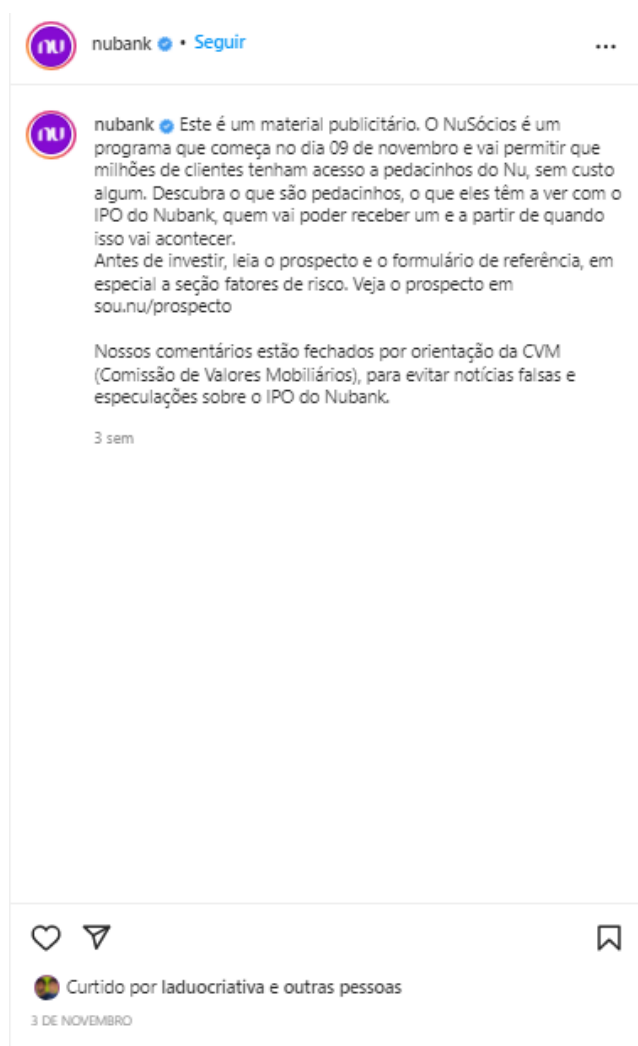 nu
nubank • Seguir
nu
nubank Este é um material publicitário. O NuSócios é um
programa que começa no dia 09 de novembro e vai permitir que
milhões de clientes tenham acesso a pedacinhos do Nu, sem custo
algum. Descubra o que são pedacinhos, o que eles têm a ver com o
IPO do Nubank, quem vai poder receber um e a partir de quando
isso vai acontecer.
Antes de investir, leia o prospecto e o formulário de referência, em
especial a seção fatores de risco. Veja o prospecto em
sou.nu/prospecto
Nossos comentários estão fechados por orientação da CVM
(Comissão de Valores Mobiliários), para evitar notícias falsas e
especulações sobre o IPO do Nubank.
3 sem
Curtido por laduocriativa e outras pessoas
3 DE NOVEMBRO